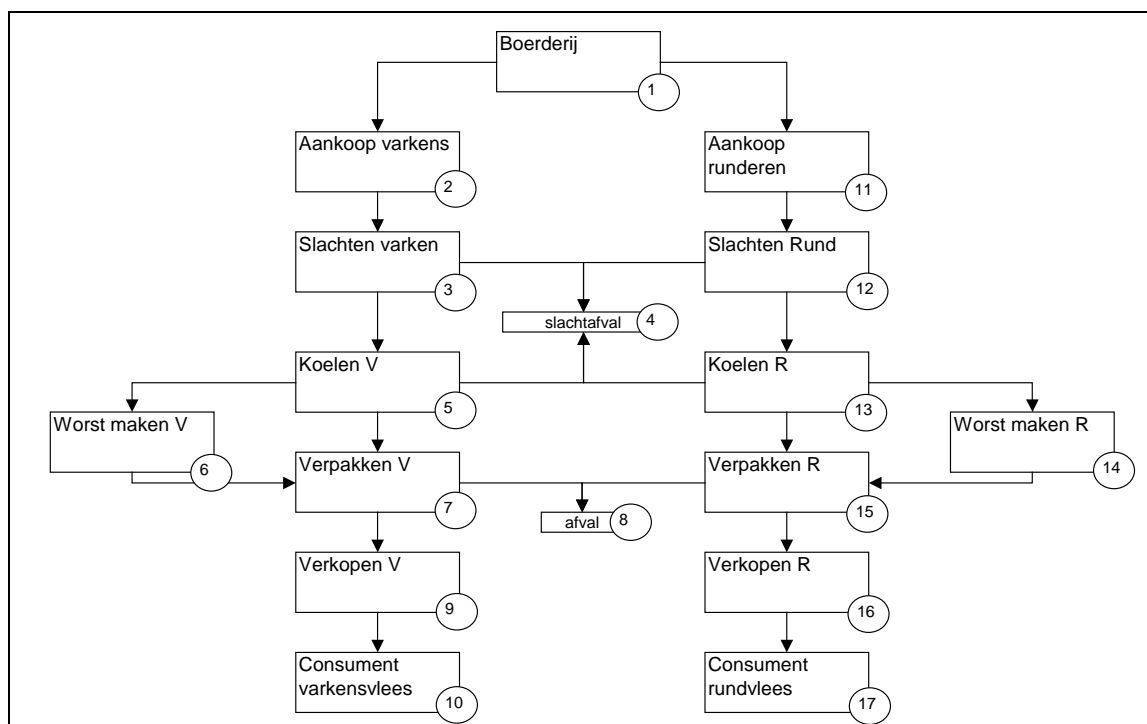 Boerderij
1
Aankoop varkens
2
Aankoop
runderen
11
Slachten varken
3
Slachten Rund
12
slachtafval
4
Koelen V
5
Koelen R
13
Worst maken V
6
Worst maken R
14
Verpakken V
7
Verpakken R
15
afval
8
Verkopen V
9
Verkopen R
16
Consument
varkensvlees
10
Consument
rundvlees
17